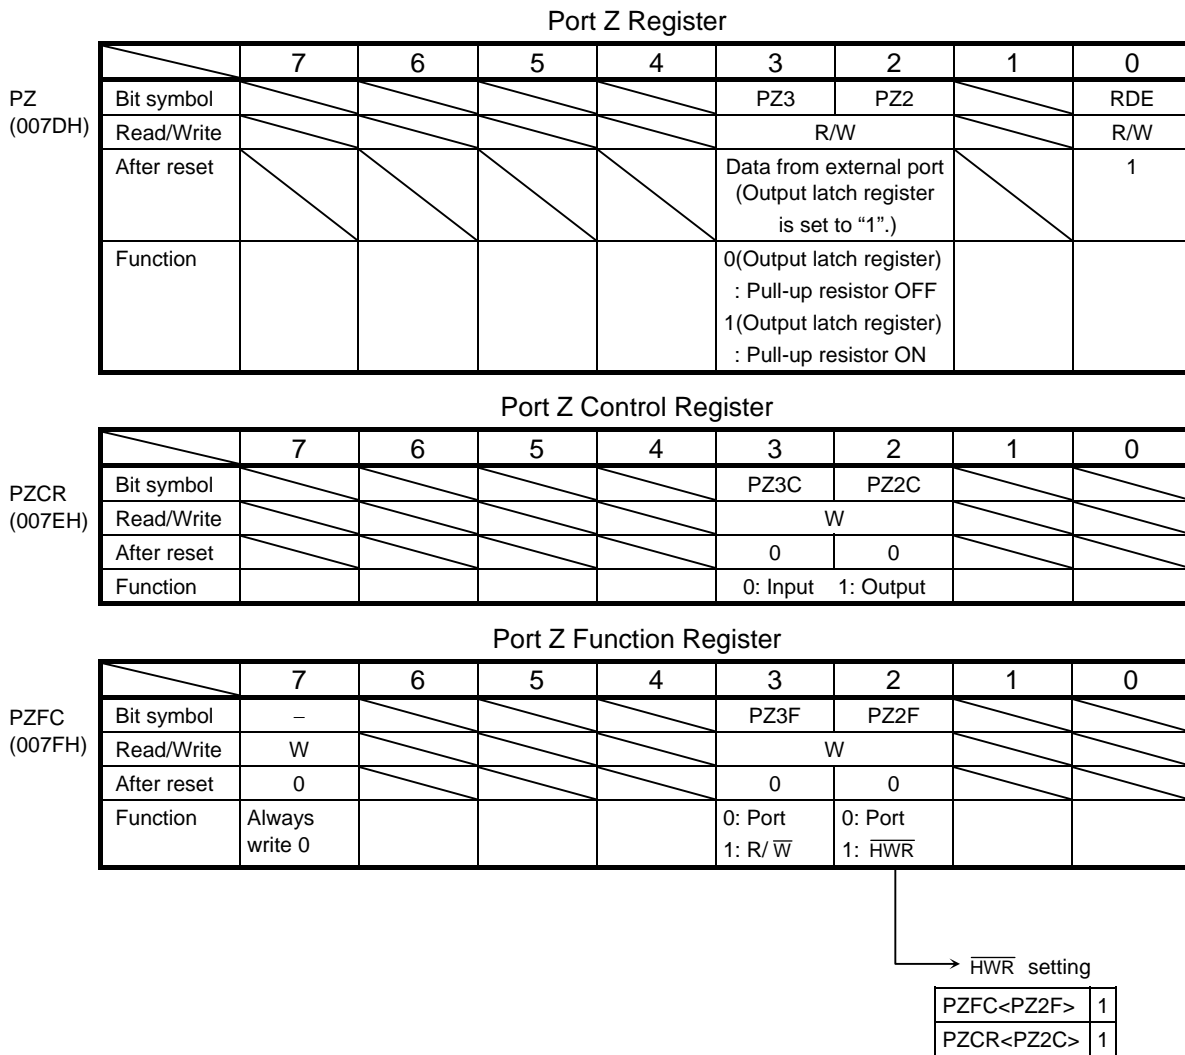 Port Z Register
7 6 5 4 3 2 1 0
PZ
(007DH)
Bit symbol PZ3 PZ2 RDE
Read/Write R/W R/W
After reset Data from external port 1
(Output latch register
is set to “1”.)
Function 0(Output latch register)
: Pull-up resistor OFF
1(Output latch register)
: Pull-up resistor ON
Port Z Control Register
7 6 5 4 3 2 1 0
PZCR
(007EH)
Bit symbol PZ3C PZ2C
Read/Write W
After reset 0 0
Function 0: Input 1: Output
Port Z Function Register
7 6 5 4 3 2 1 0
PZFC
(007FH)
Bit symbol − PZ3F PZ2F
Read/Write W W
After reset 0 0 0
Function Always write 0 0: Port 0: Port
1: R/W̅ 1: H̅W̅R̅
H̅W̅R̅ setting
PZFC<PZ2F> 1
PZCR<PZ2C> 1